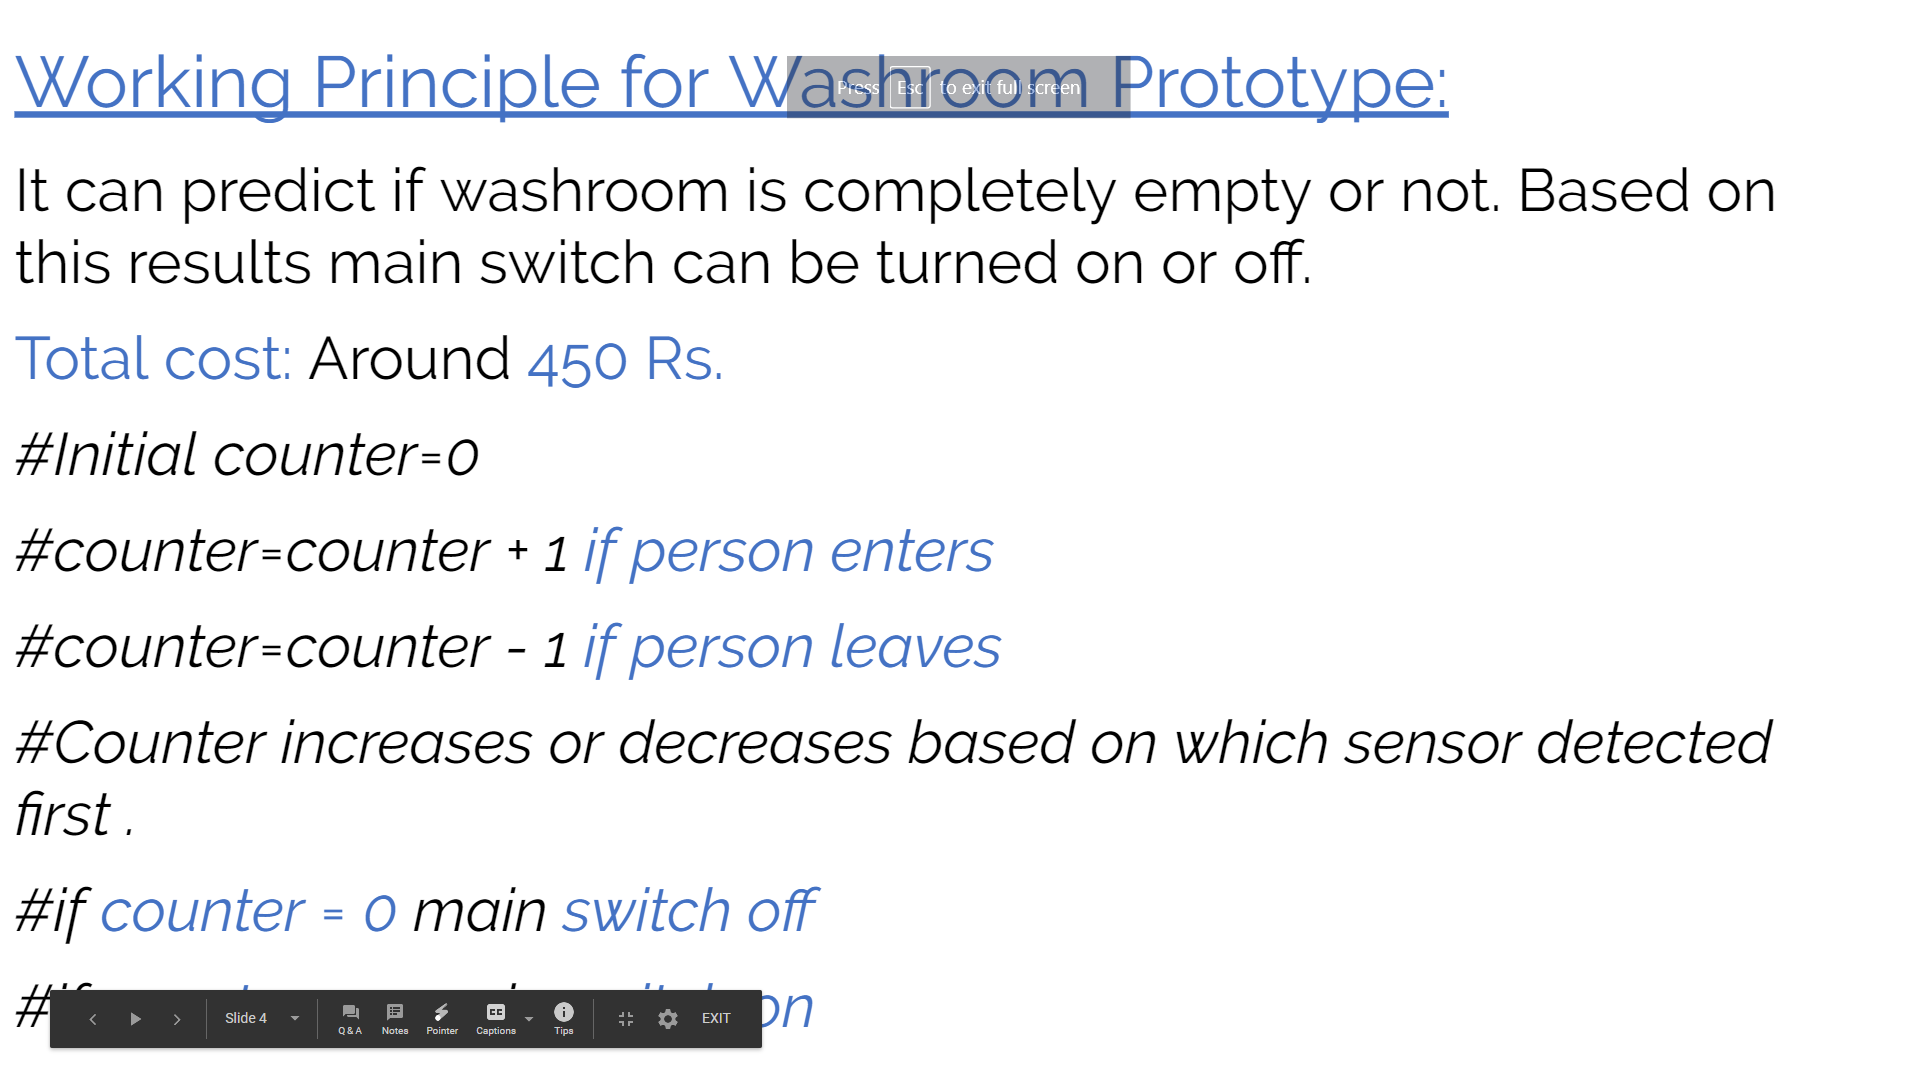 Working Principle for Washroom Prototype:
Press Esc to exit full screen
It can predict if washroom is completely empty or not. Based on
this results main switch can be turned on or off.
Total cost: Around 450 Rs.
#Initial counter=0
#counter=counter + 1 if person enters
#counter=counter - 1 if person leaves
#Counter increases or decreases based on which sensor detected
first .
#if counter = 0 main switch off
#if on
Slide 4 Q & A Notes Pointer CC Captions Tips EXIT